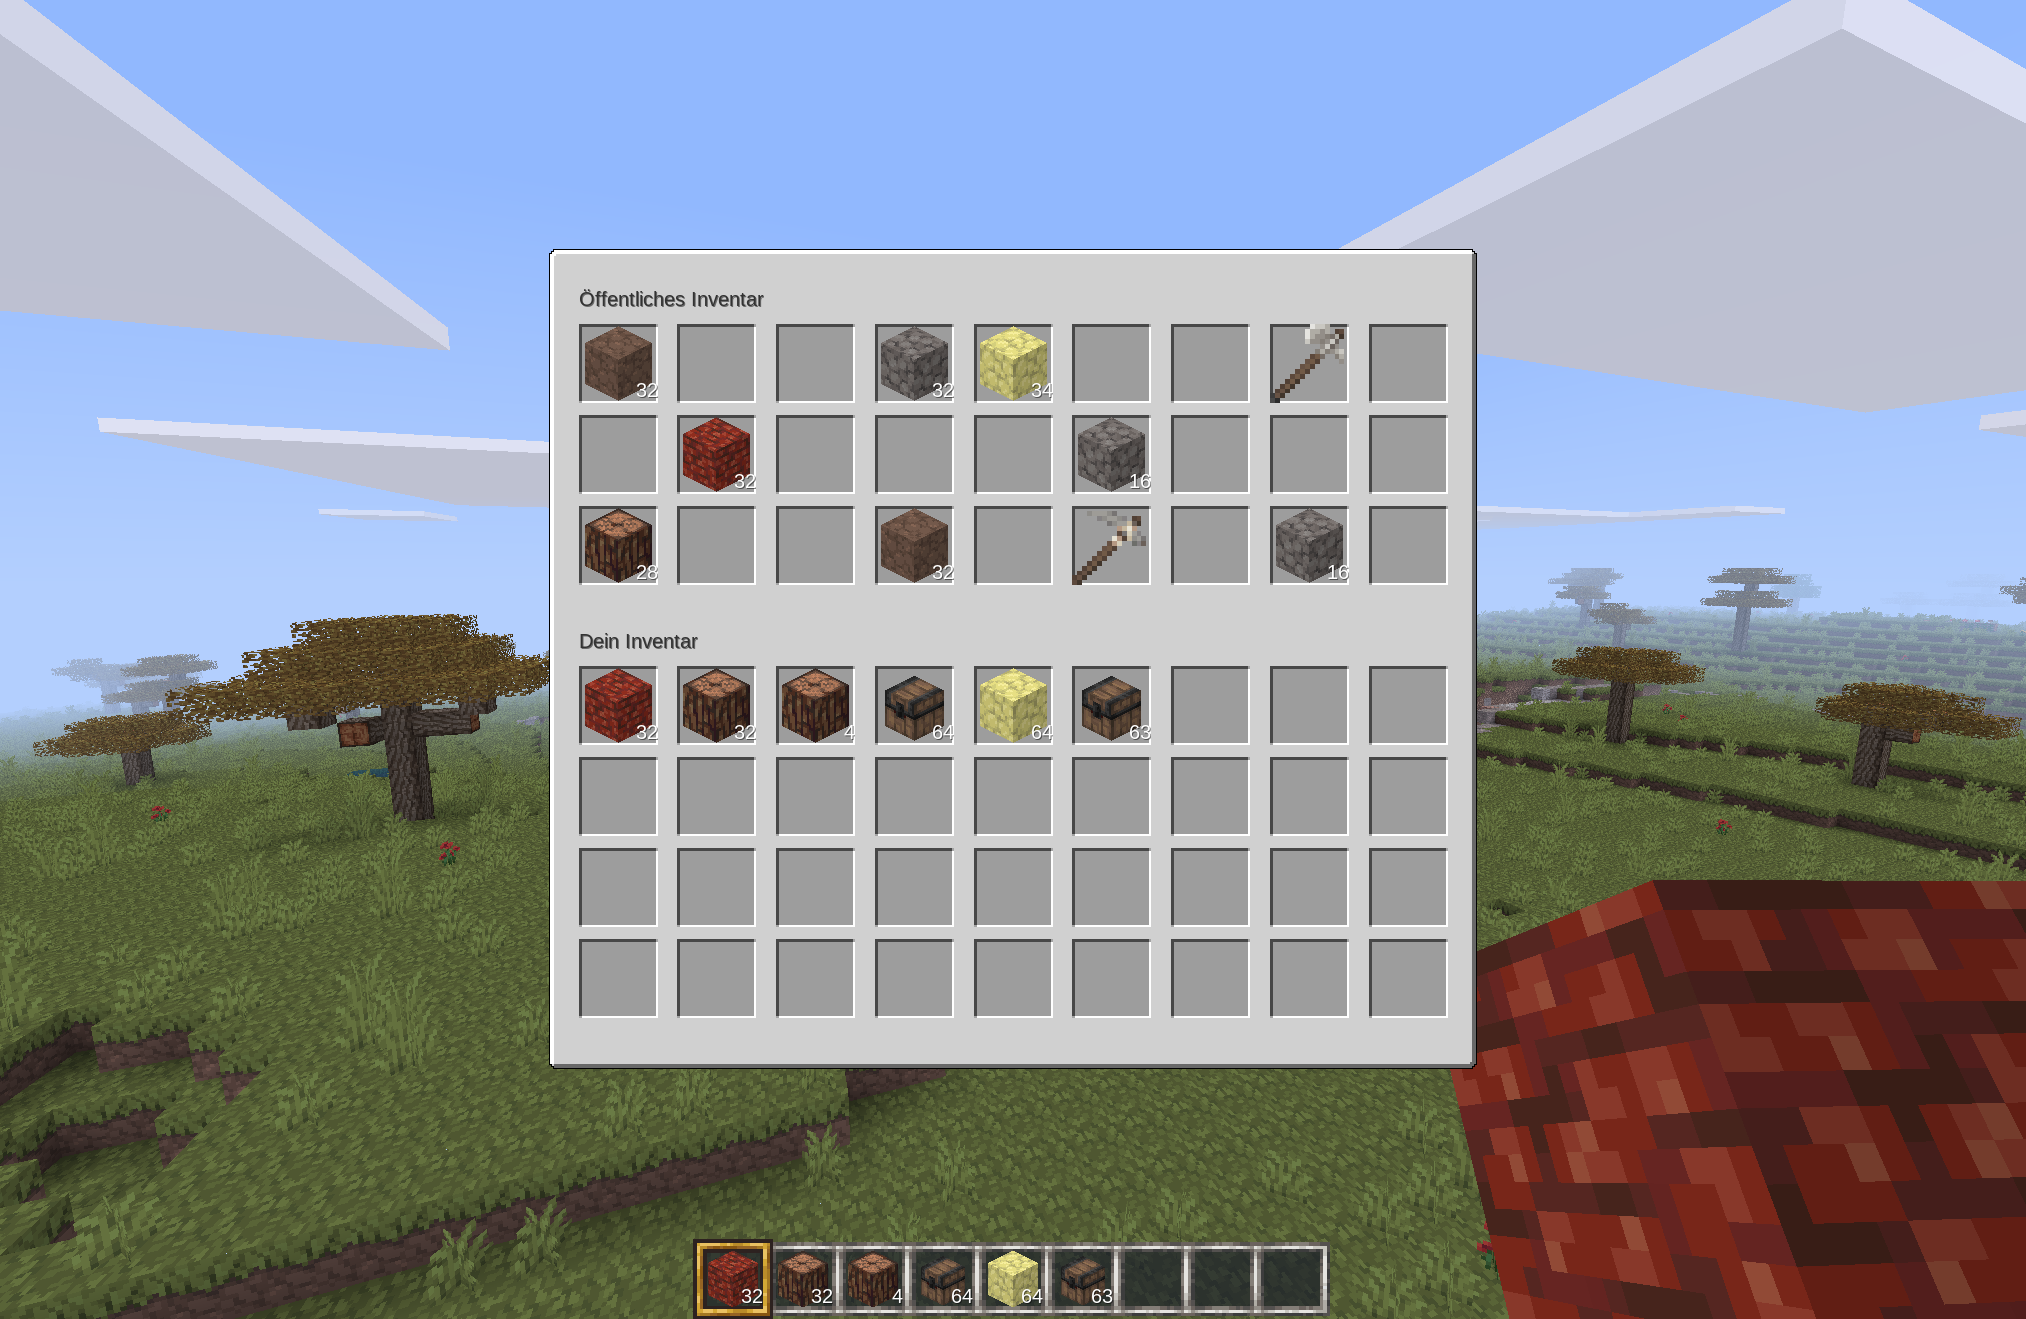 Öffentliches Inventar
32 32 34
32 16
28 32 16
Dein Inventar
32 32 4 64 64 63
32 32 4 64 64 63